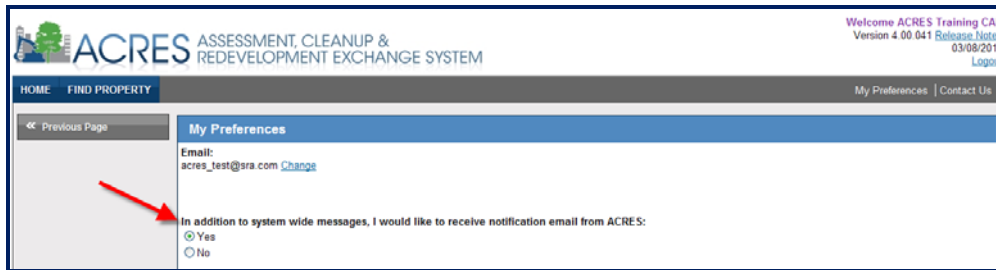 Welcome ACRES Training CA
ACRES ASSESSMENT, CLEANUP &
REDEVELOPMENT EXCHANGE SYSTEM
Version 4.00.041 Release Note
03/08/201
Logou
HOME FIND PROPERTY
My Preferences | Contact Us
« Previous Page
My Preferences
Email:
acres_test@sra.com Change
In addition to system wide messages, I would like to receive notification email from ACRES:
Yes
No